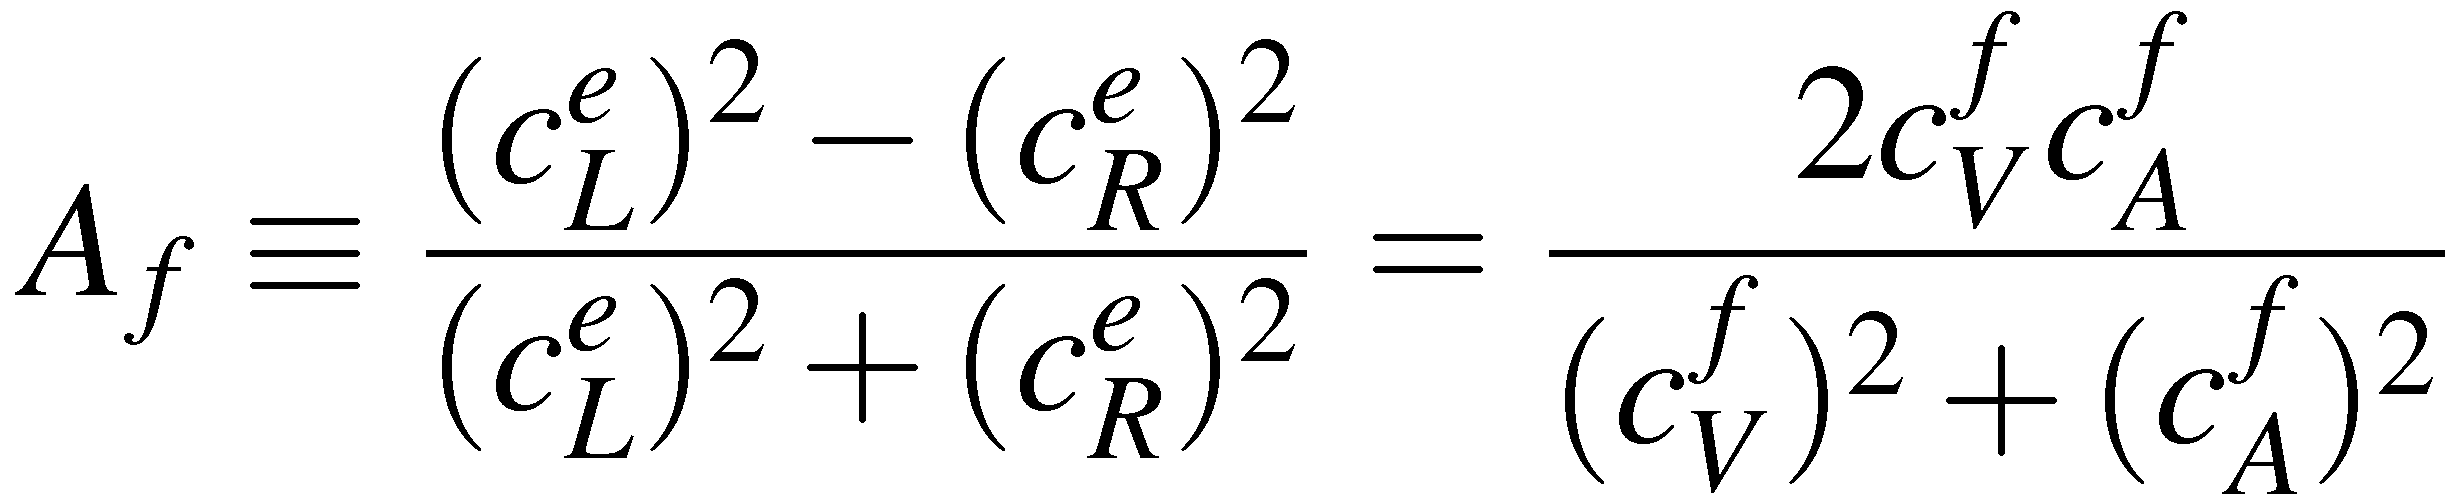 A_f ≡ \frac{(c_L^e)^2 − (c_R^e)^2}{(c_L^e)^2 + (c_R^e)^2} = \frac{2c_V^f c_A^f}{(c_V^f)^2 + (c_A^f)^2}